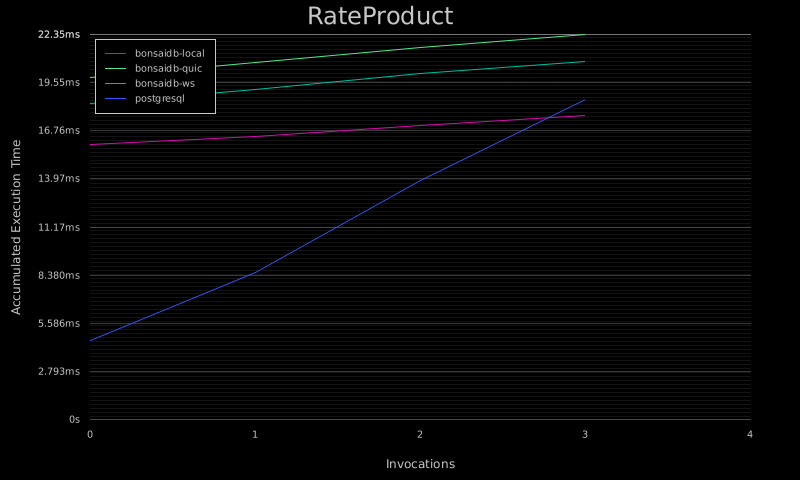 RateProduct
22.35ms
19.55ms
16.76ms
13.97ms
11.17ms
8.380ms
5.586ms
2.793ms
0s
bonsaidb-local
bonsaidb-quic
bonsaidb-ws
postgresql
Accumulated Execution Time
0 1 2 3 4
Invocations